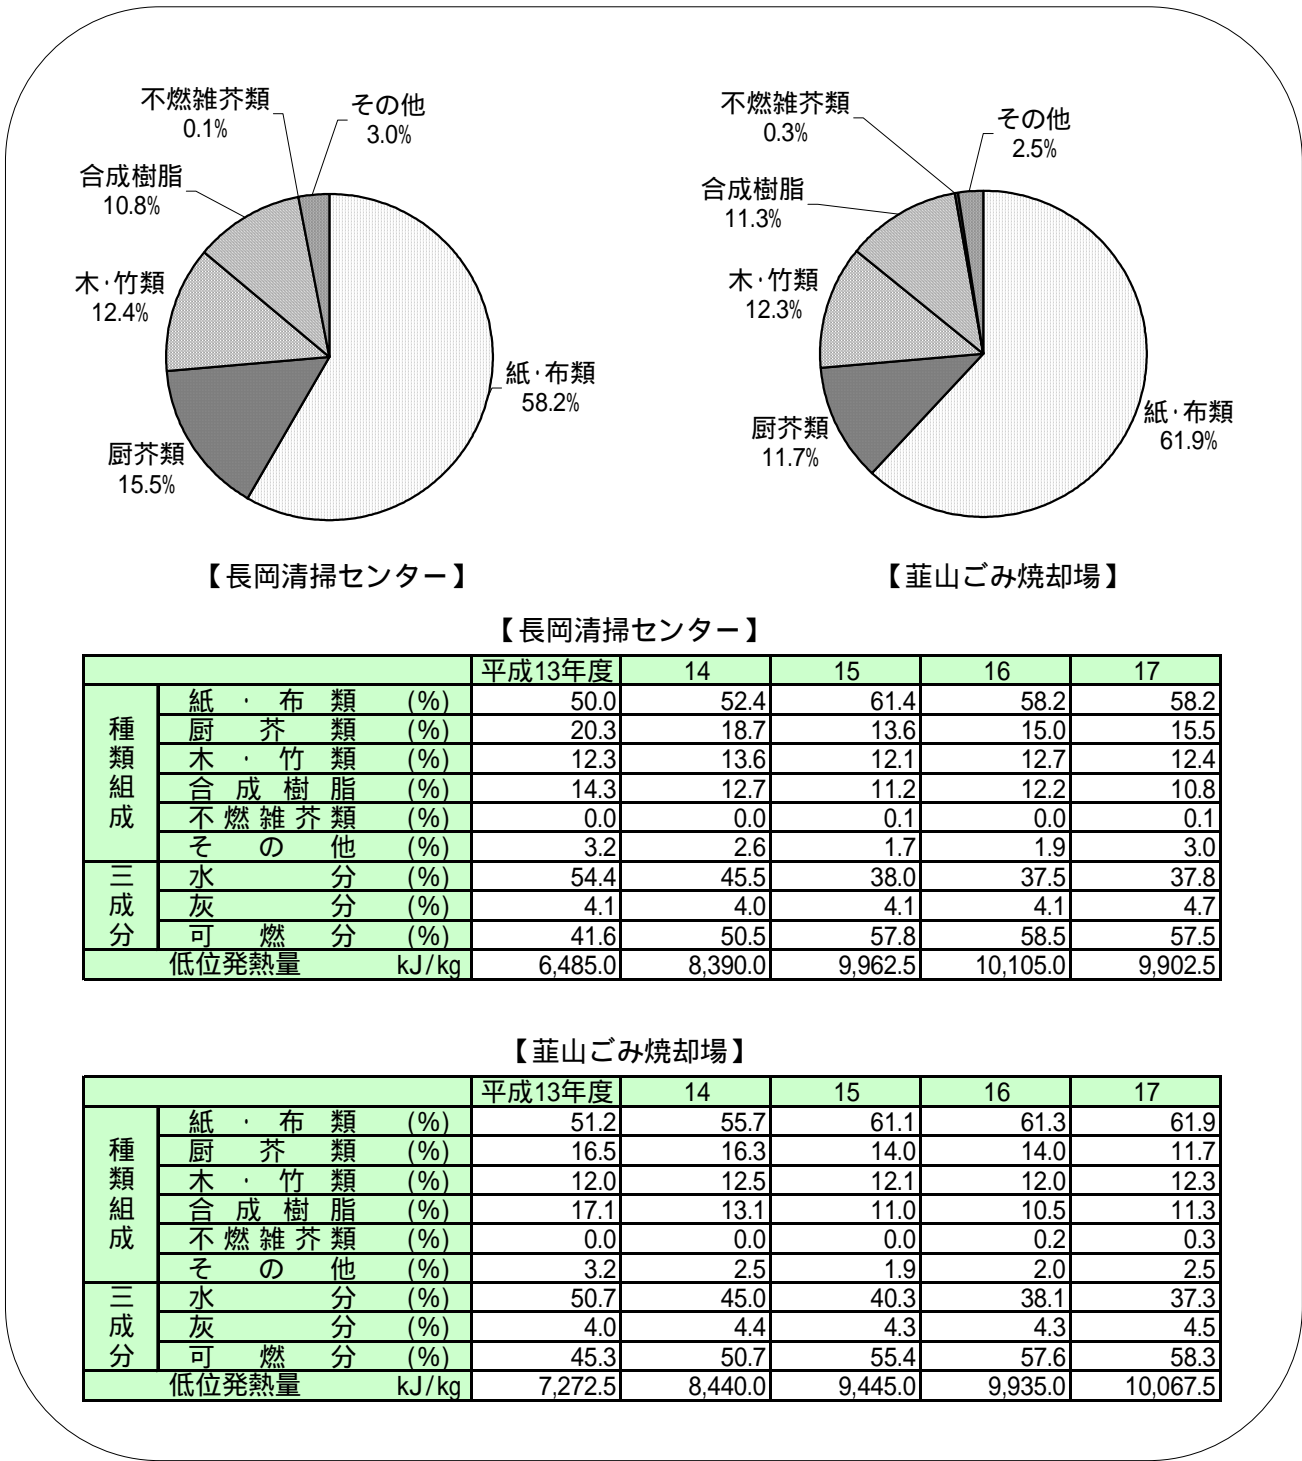 不燃雑芥類
0.1%
その他
3.0%
合成樹脂
10.8%
木・竹類
12.4%
厨芥類
15.5%
紙・布類
58.2%
【長岡清掃センター】
不燃雑芥類
0.3%
その他
2.5%
合成樹脂
11.3%
木・竹類
12.3%
厨芥類
11.7%
紙・布類
61.9%
【韮山ごみ焼却場】
【長岡清掃センター】
平成13年度 14 15 16 17
種類組成
紙・布類 (%) 50.0 52.4 61.4 58.2 58.2
厨芥類 (%) 20.3 18.7 13.6 15.0 15.5
木・竹類 (%) 12.3 13.6 12.1 12.7 12.4
合成樹脂 (%) 14.3 12.7 11.2 12.2 10.8
不燃雑芥類 (%) 0.0 0.0 0.1 0.0 0.1
その他 (%) 3.2 2.6 1.7 1.9 3.0
三成分
水分 (%) 54.4 45.5 38.0 37.5 37.8
灰分 (%) 4.1 4.0 4.1 4.1 4.7
可燃分 (%) 41.6 50.5 57.8 58.5 57.5
低位発熱量 kJ/kg 6,485.0 8,390.0 9,962.5 10,105.0 9,902.5
【韮山ごみ焼却場】
平成13年度 14 15 16 17
種類組成
紙・布類 (%) 51.2 55.7 61.1 61.3 61.9
厨芥類 (%) 16.5 16.3 14.0 14.0 11.7
木・竹類 (%) 12.0 12.5 12.1 12.0 12.3
合成樹脂 (%) 17.1 13.1 11.0 10.5 11.3
不燃雑芥類 (%) 0.0 0.0 0.0 0.2 0.3
その他 (%) 3.2 2.5 1.9 2.0 2.5
三成分
水分 (%) 50.7 45.0 40.3 38.1 37.3
灰分 (%) 4.0 4.4 4.3 4.3 4.5
可燃分 (%) 45.3 50.7 55.4 57.6 58.3
低位発熱量 kJ/kg 7,272.5 8,440.0 9,445.0 9,935.0 10,067.5